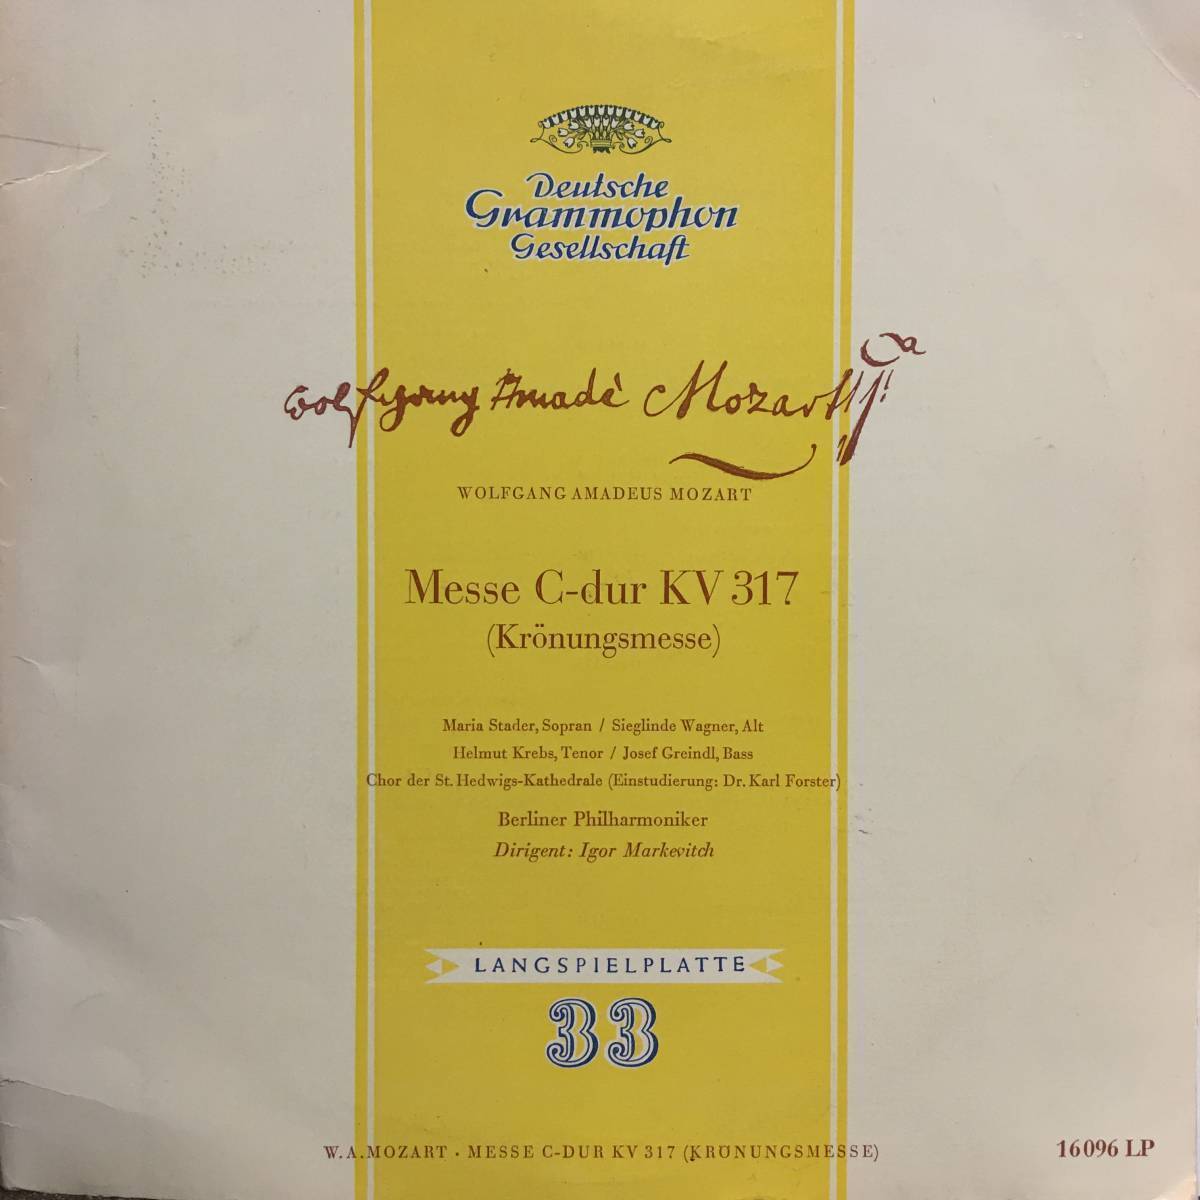 Deutsche
Grammophon
Gesellschaft
Wolfgang Amadè Mozart
WOLFGANG AMADEUS MOZART
Messe C-dur KV 317
(Krönungsmesse)
Maria Stader, Sopran / Sieglinde Wagner, Alt
Helmut Krebs, Tenor / Josef Greindl, Bass
Chor der St. Hedwigs-Kathedrale (Einstudierung: Dr. Karl Forster)
Berliner Philharmoniker
Dirigent: Igor Markevitch
LANGSPIELPLATTE
33
W. A. MOZART · MESSE C-DUR KV 317 (KRÖNUNGSMESSE)
16096 LP